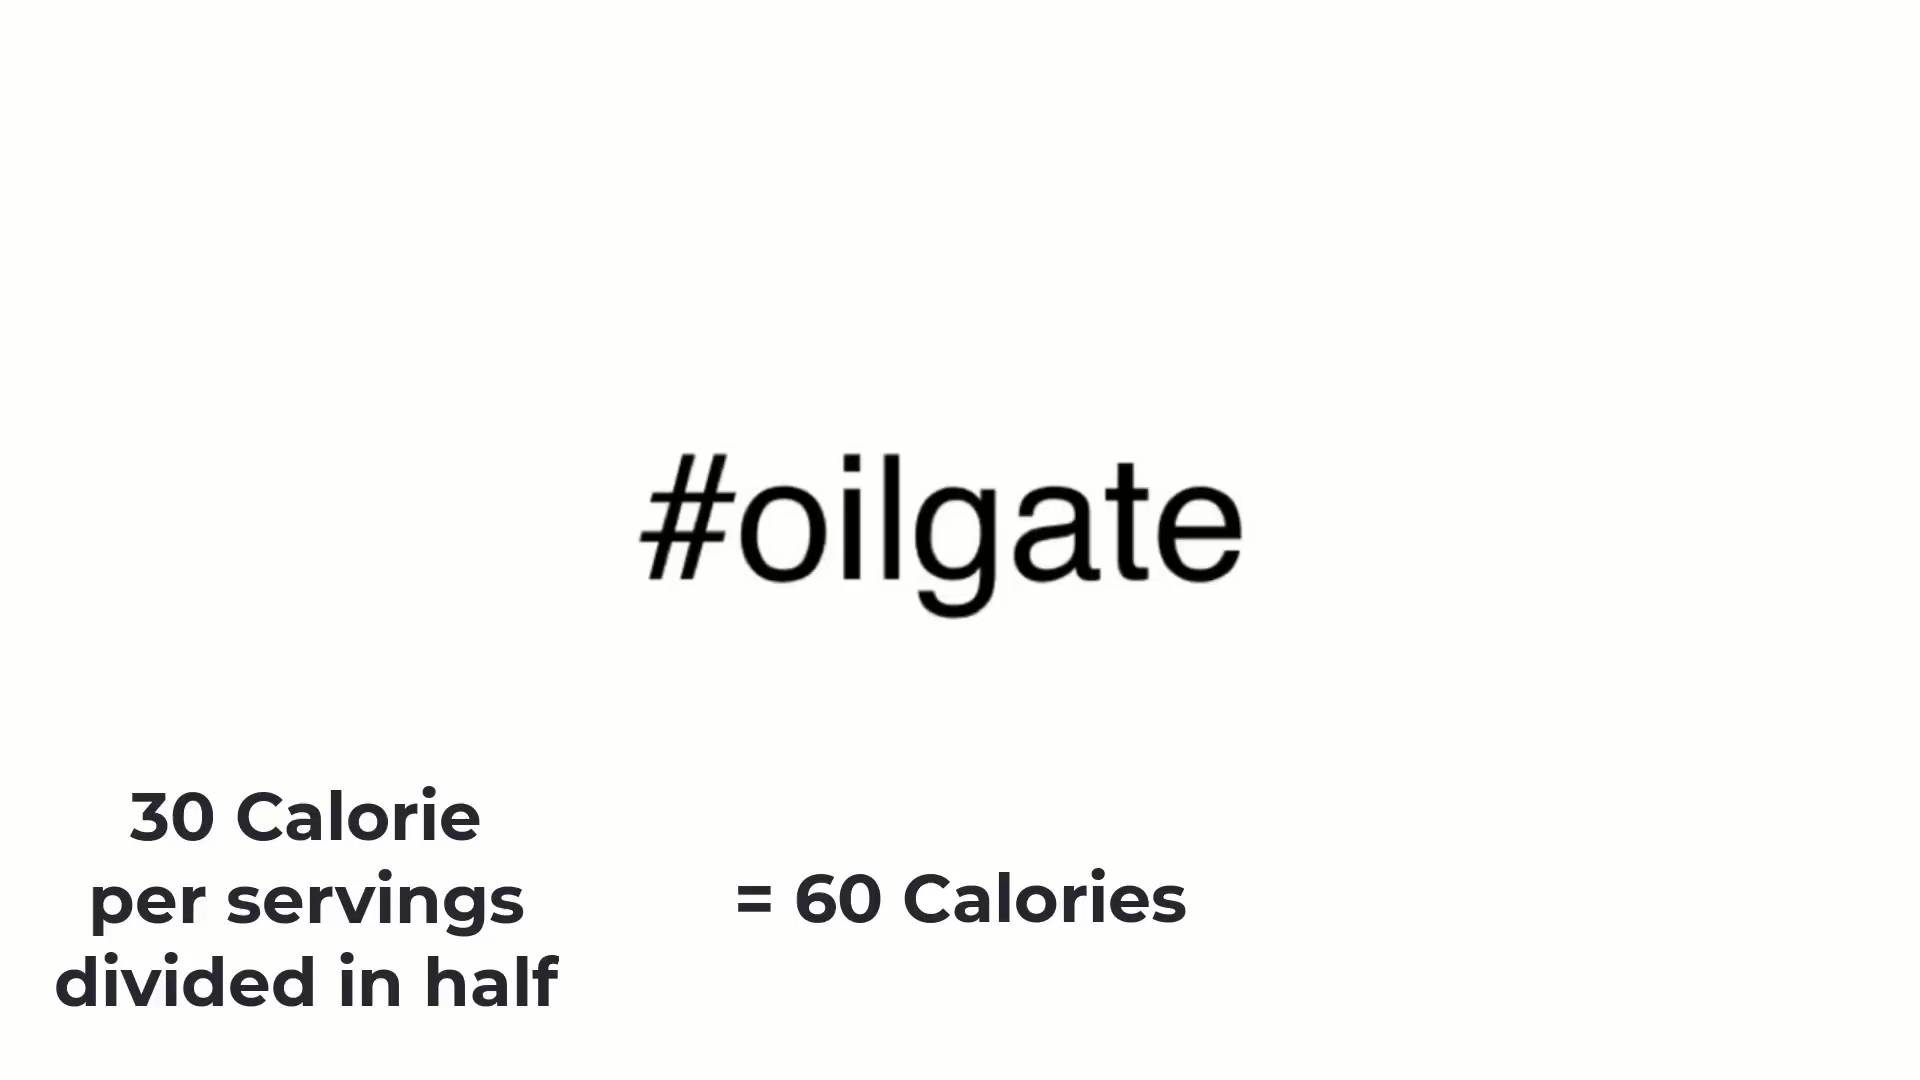 #oilgate
30 Calorie
per servings
divided in half
= 60 Calories